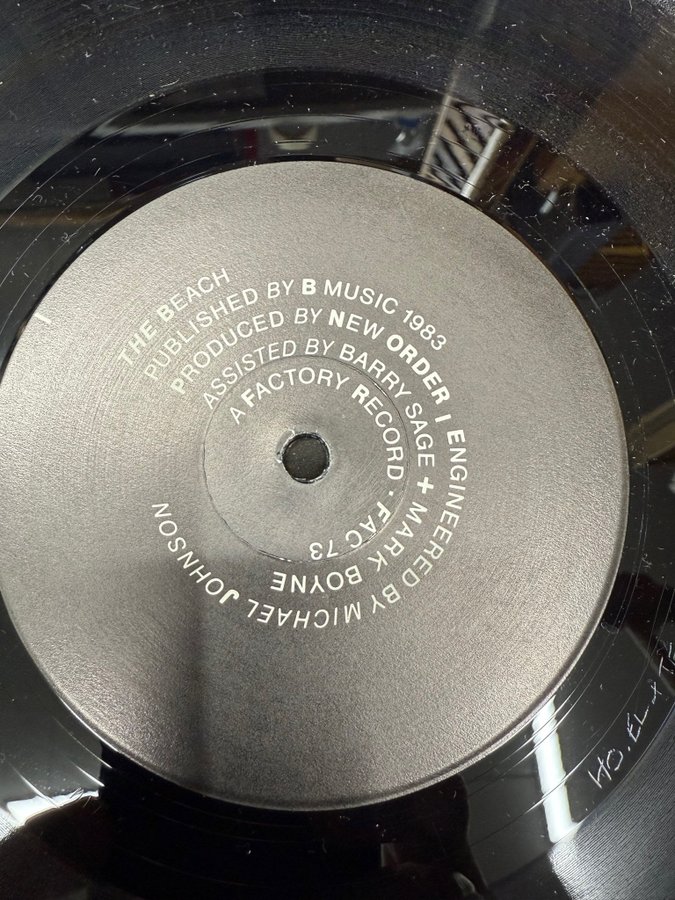 THE BEACH
PUBLISHED BY B MUSIC 1983
PRODUCED BY NEW ORDER / ENGINEERED BY MICHAEL JOHNSON
ASSISTED BY BARRY SAGE + MARK BOYNE
A FACTORY RECORD · FAC 73